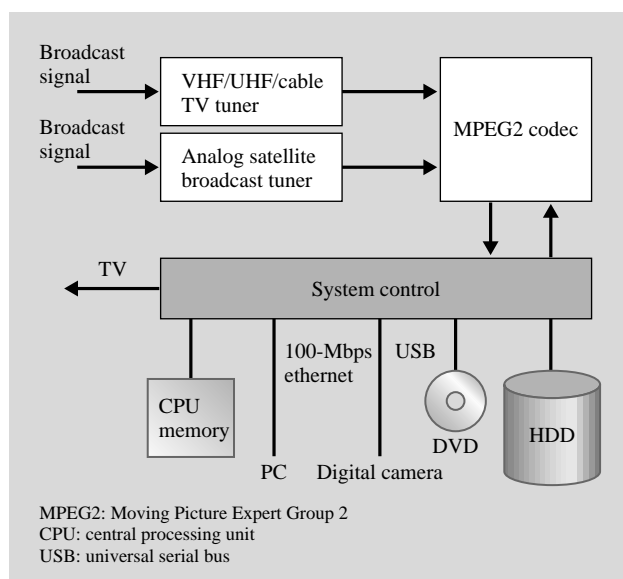 Broadcast
signal
VHF/UHF/cable
TV tuner
MPEG2 codec
Broadcast
signal
Analog satellite
broadcast tuner
TV
System control
100-Mbps
ethernet
USB
CPU
memory
DVD
HDD
PC
Digital camera
MPEG2: Moving Picture Expert Group 2
CPU: central processing unit
USB: universal serial bus